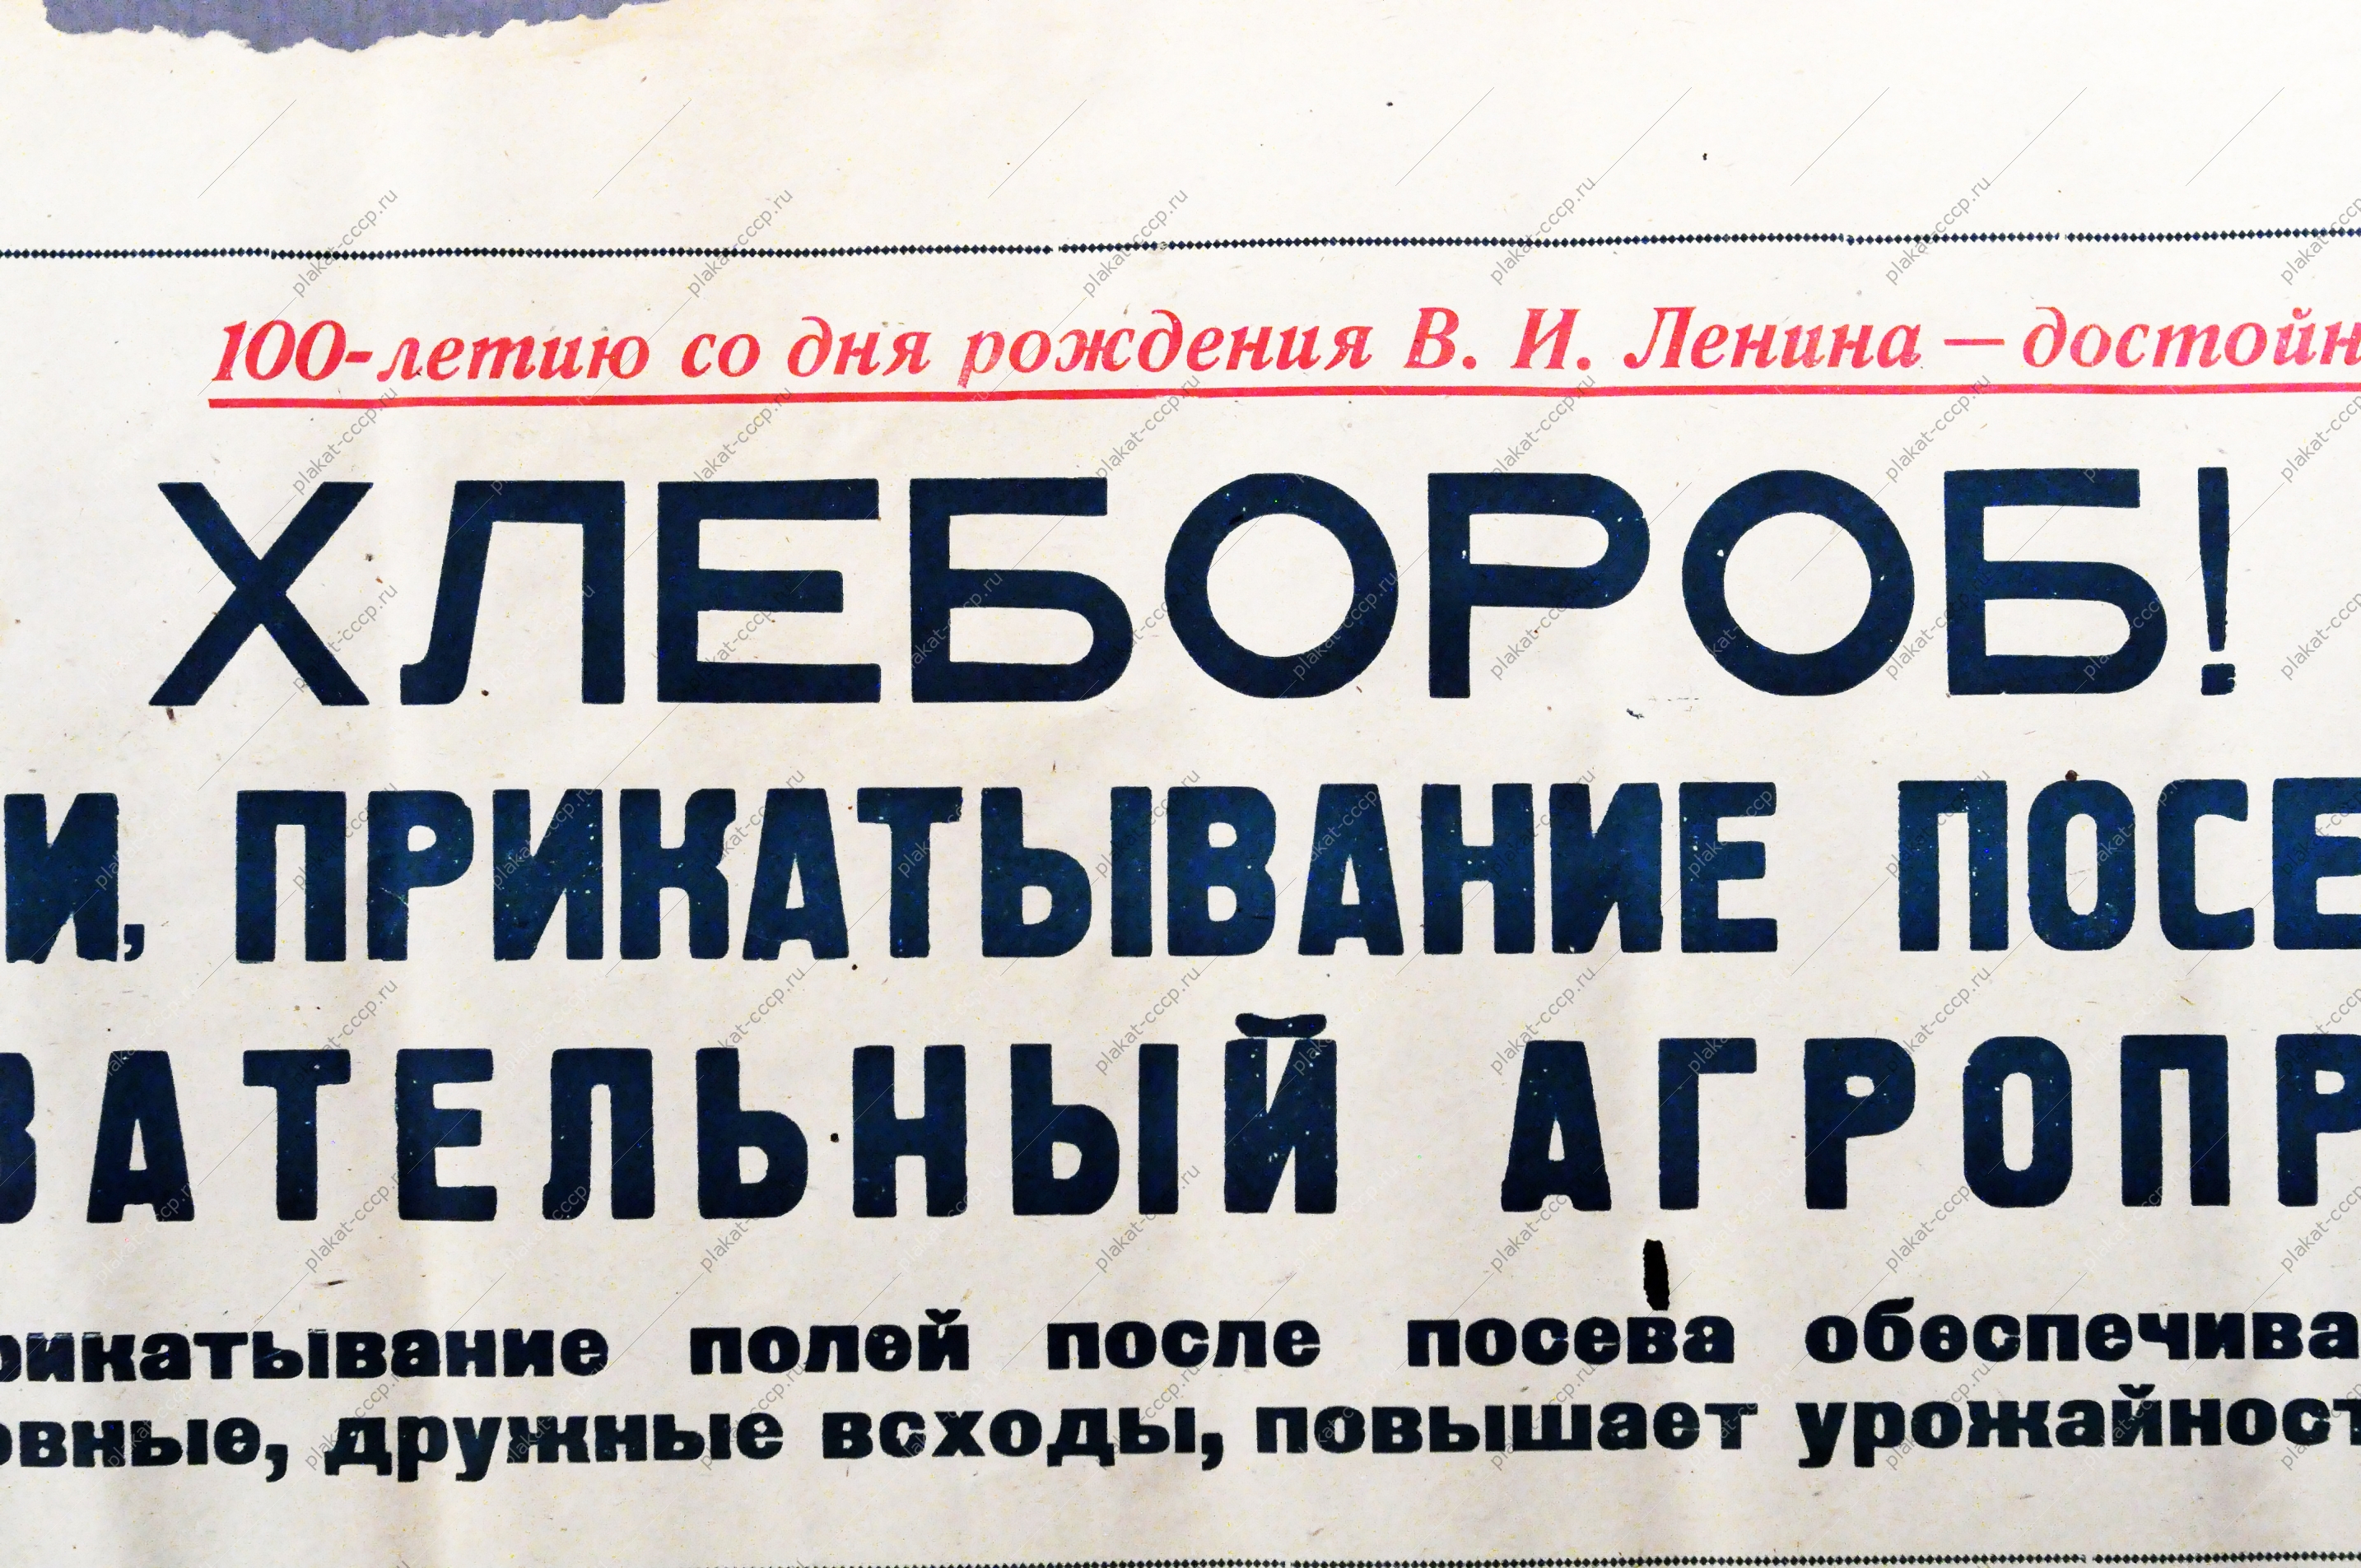 100-летию со дня рождения В. И. Ленина — достойн
ХЛЕБОРОБ!
И, ПРИКАТЫВАНИЕ ПОСЕ
ВАТЕЛЬНЫЙ АГРОПР
рикатывание полей после посева обеспечива
овные, дружные всходы, повышает урожайност